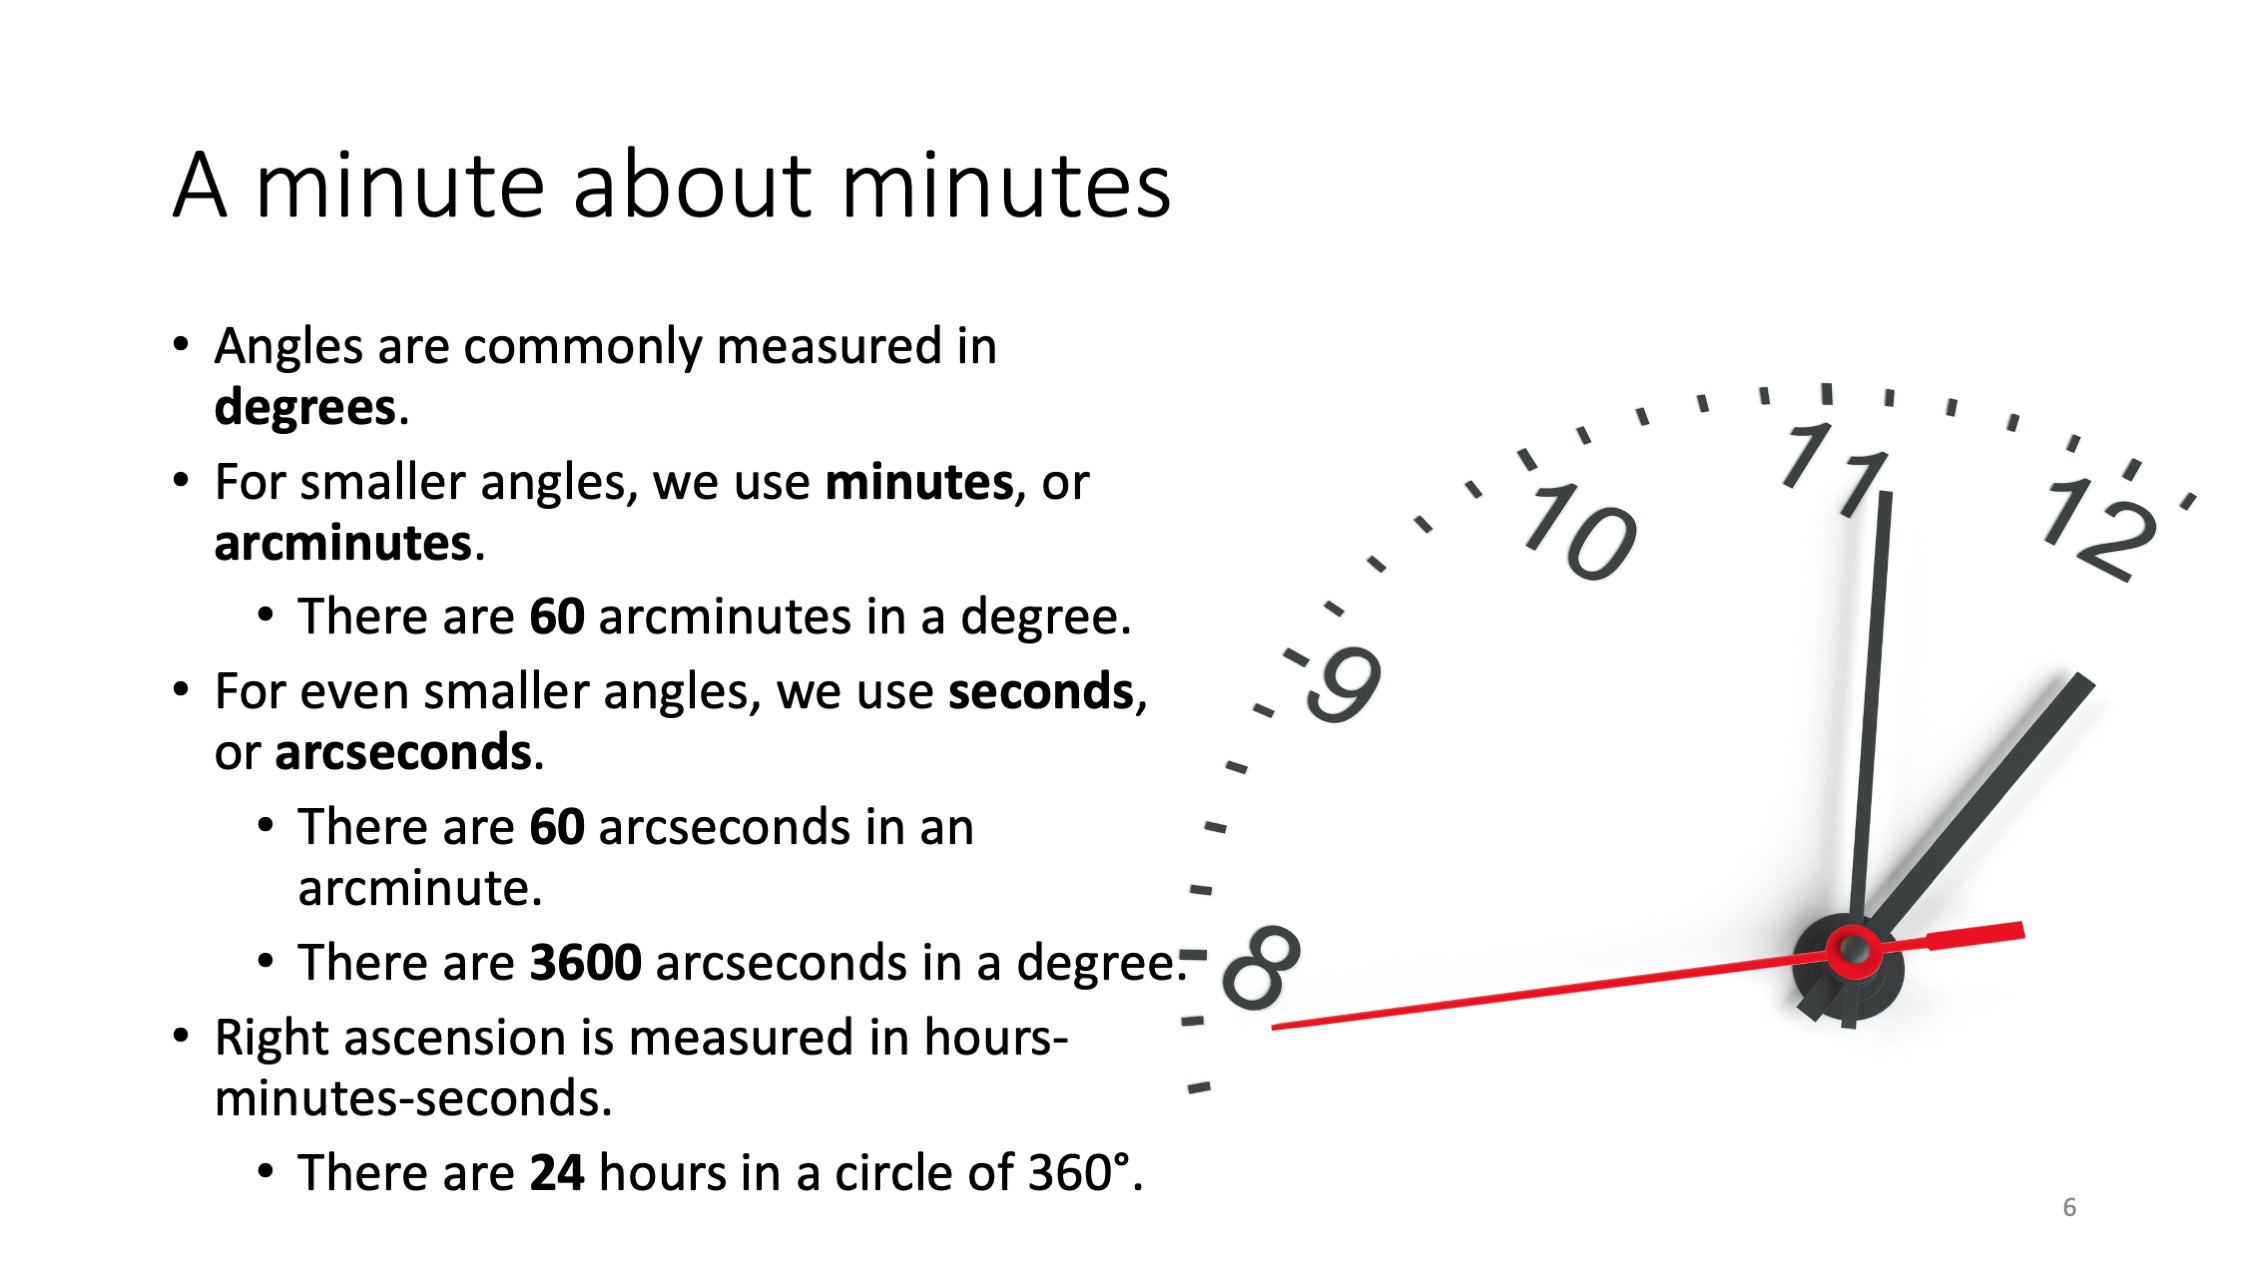 A minute about minutes
• Angles are commonly measured in
degrees.
• For smaller angles, we use minutes, or
arcminutes.
• There are 60 arcminutes in a degree.
• For even smaller angles, we use seconds,
or arcseconds.
• There are 60 arcseconds in an
arcminute.
• There are 3600 arcseconds in a degree.
• Right ascension is measured in hours-
minutes-seconds.
• There are 24 hours in a circle of 360°.
8
9
10
11
12
6